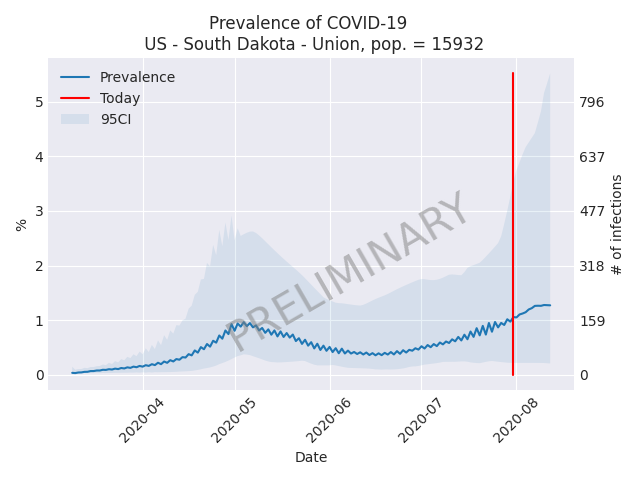 Prevalence of COVID-19
US - South Dakota - Union, pop. = 15932
Prevalence
Today
95CI
PRELIMINARY
%
5
4
3
2
1
0
796
637
477
318
159
0
# of infections
2020-04
2020-05
2020-06
2020-07
2020-08
Date